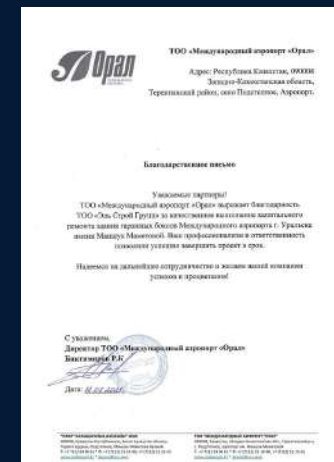 Орал
ТОО «Международный аэропорт «Орал»
Адрес: Республика Казахстан, 090008
Западно-Казахстанская область,
Теректинский район, село Подстепное, Аэропорт.
Благодарственное письмо
Уважаемые партнеры!
ТОО «Международный аэропорт «Орал» выражает благодарность
ТОО «Эль Строй Групп» за качественное выполнение капитального
ремонта здания гаражных боксов Международного аэропорта г. Уральска
имени Маншук Маметовой. Ваш профессионализм и ответственность
позволили успешно завершить проект в срок.
Надеемся на дальнейшее сотрудничество и желаем вашей компании
успехов и процветания!
С уважением,
Директор ТОО «Международный аэропорт «Орал»
Биктимиров Р.К
Дата: